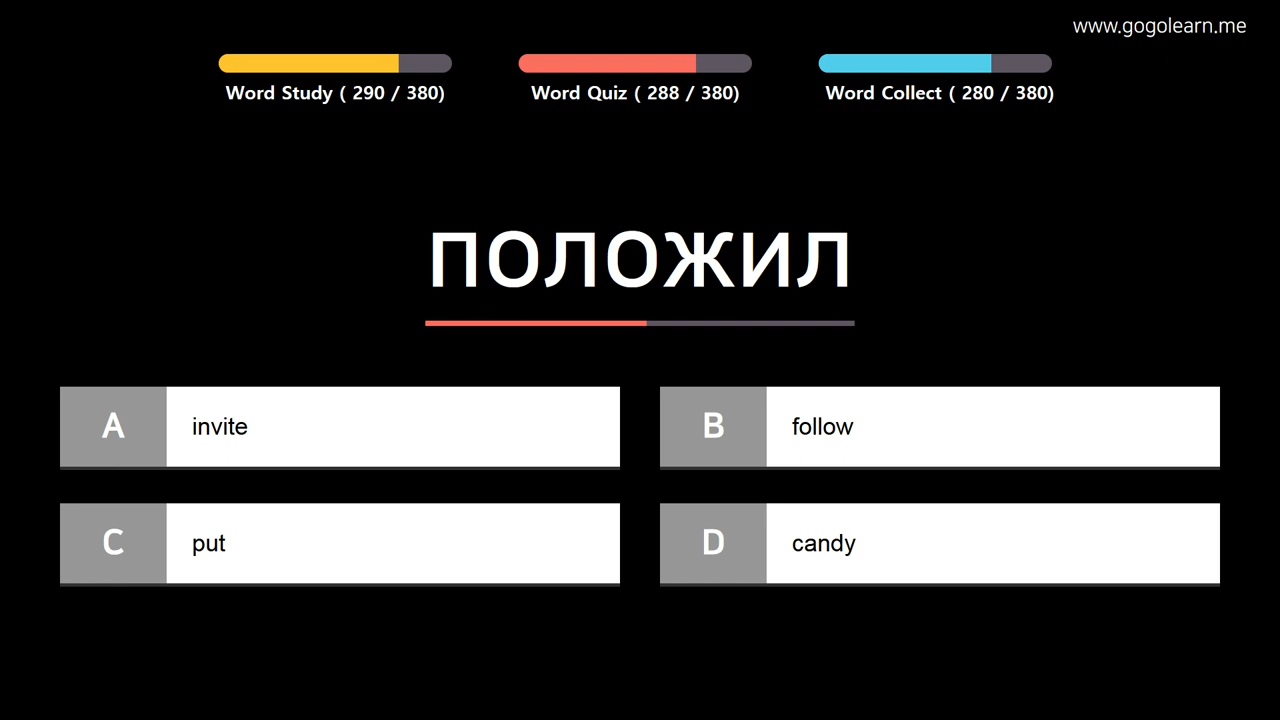 www.gogolearn.me
Word Study ( 290 / 380)
Word Quiz ( 288 / 380)
Word Collect ( 280 / 380)
ПОЛОЖИЛ
A invite
B follow
C put
D candy